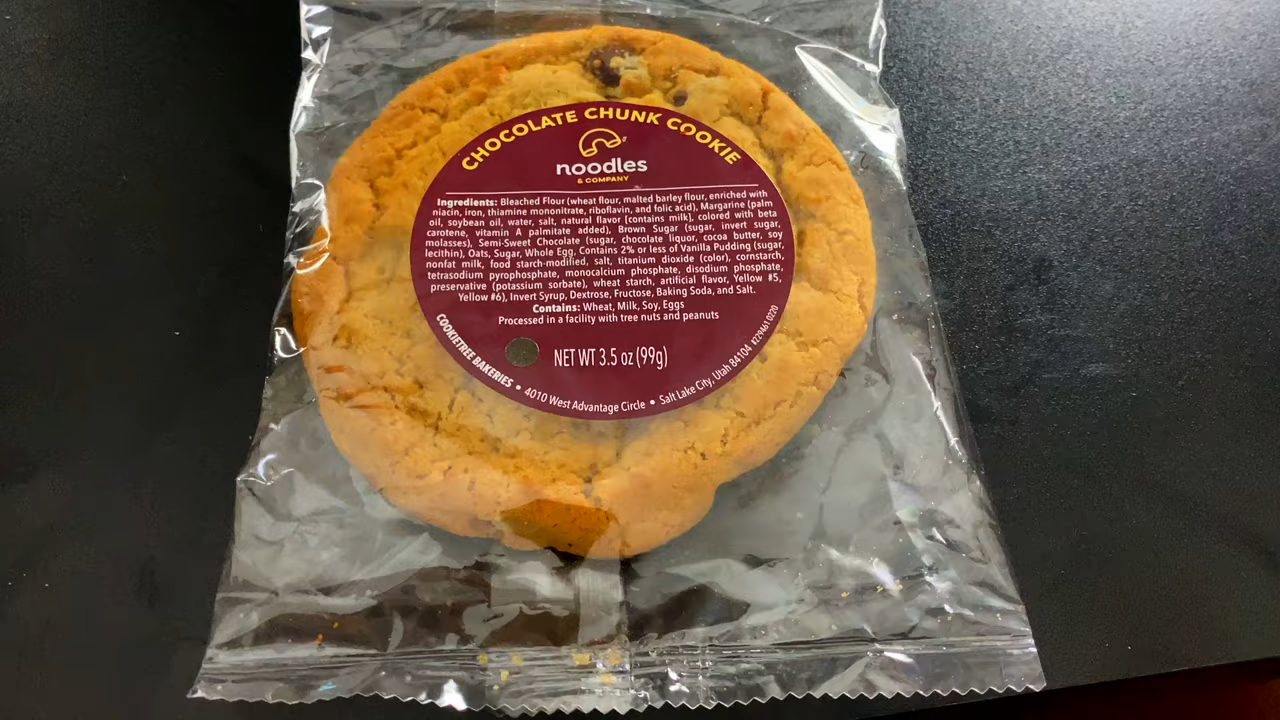 CHOCOLATE CHUNK COOKIE
noodles
& COMPANY
Ingredients: Bleached Flour (wheat flour, malted barley flour, enriched with
niacin, iron, thiamine mononitrate, riboflavin, and folic acid), Margarine (palm
oil, soybean oil, water, salt, natural flavor [contains milk], colored with beta
carotene, vitamin A palmitate added), Brown Sugar (sugar, invert sugar,
molasses), Semi-Sweet Chocolate (sugar, chocolate liquor, cocoa butter, soy
lecithin), Oats, Sugar, Whole Egg, Contains 2% or less of Vanilla Pudding (sugar,
nonfat milk, food starch-modified, salt, titanium dioxide (color), cornstarch,
tetrasodium pyrophosphate, monocalcium phosphate, disodium phosphate,
preservative (potassium sorbate), wheat starch, artificial flavor, Yellow #5,
Yellow #6), Invert Syrup, Dextrose, Fructose, Baking Soda, and Salt.
Contains: Wheat, Milk, Soy, Eggs
Processed in a facility with tree nuts and peanuts
NET WT 3.5 oz (99g)
COOKIETREE BAKERIES • 4010 West Advantage Circle • Salt Lake City, Utah 84104 #229461 0220